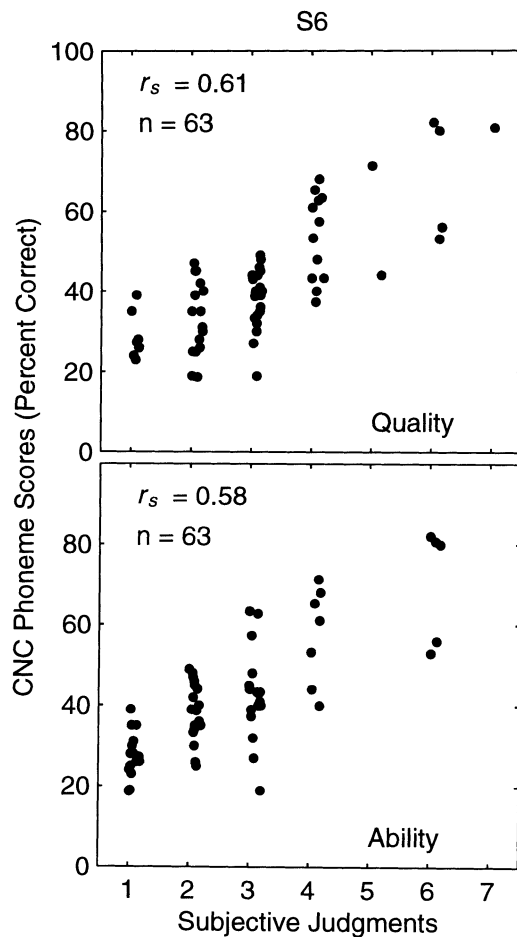 S6
CNC Phoneme Scores (Percent Correct)
100
80
60
40
20
0
r_s = 0.61
n = 63
Quality
80
60
40
20
0
r_s = 0.58
n = 63
Ability
1 2 3 4 5 6 7
Subjective Judgments